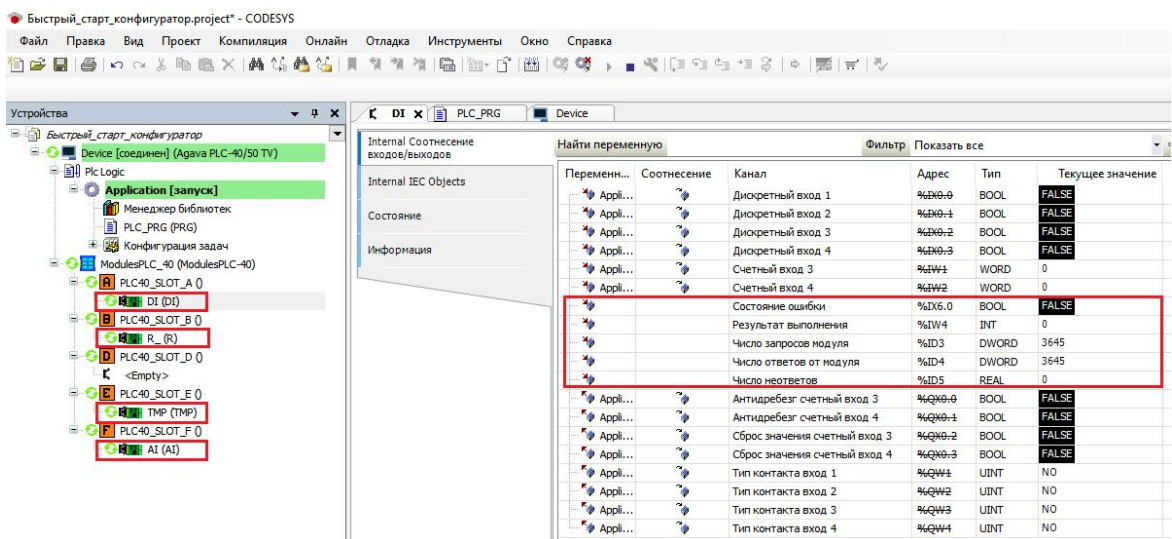 Быстрый_старт_конфигуратор.project* - CODESYS
Файл Правка Вид Проект Компиляция Онлайн Отладка Инструменты Окно Справка
Устройства
Быстрый_старт_конфигуратор
Device [соединен] (Agava PLC-40/50 TV)
Plc Logic
Application [запуск]
Менеджер библиотек
PLC_PRG (PRG)
Конфигурация задач
ModulesPLC_40 (ModulesPLC-40)
A PLC40_SLOT_A ()
DI (DI)
B PLC40_SLOT_B ()
R_ (R)
D PLC40_SLOT_D ()
<Empty>
E PLC40_SLOT_E ()
TMP (TMP)
F PLC40_SLOT_F ()
AI (AI)
DI PLC_PRG Device
Internal Соотнесение
входов/выходов
Internal IEC Objects
Состояние
Информация
Найти переменную Фильтр Показать все
Переменн... Соотнесение Канал Адрес Тип Текущее значение
Appli... Дискретный вход 1 %IX0.0 BOOL FALSE
Appli... Дискретный вход 2 %IX0.1 BOOL FALSE
Appli... Дискретный вход 3 %IX0.2 BOOL FALSE
Appli... Дискретный вход 4 %IX0.3 BOOL FALSE
Appli... Счетный вход 3 %IW1 WORD 0
Appli... Счетный вход 4 %IW2 WORD 0
Состояние ошибки %IX6.0 BOOL FALSE
Результат выполнения %IW4 INT 0
Число запросов модуля %ID3 DWORD 3645
Число ответов от модуля %ID4 DWORD 3645
Число неответов %ID5 REAL 0
Appli... Антидребезг счетный вход 3 %QX0.0 BOOL FALSE
Appli... Антидребезг счетный вход 4 %QX0.1 BOOL FALSE
Appli... Сброс значения счетный вход 3 %QX0.2 BOOL FALSE
Appli... Сброс значения счетный вход 4 %QX0.3 BOOL FALSE
Appli... Тип контакта вход 1 %QW1 UINT NO
Appli... Тип контакта вход 2 %QW2 UINT NO
Appli... Тип контакта вход 3 %QW3 UINT NO
Appli... Тип контакта вход 4 %QW4 UINT NO